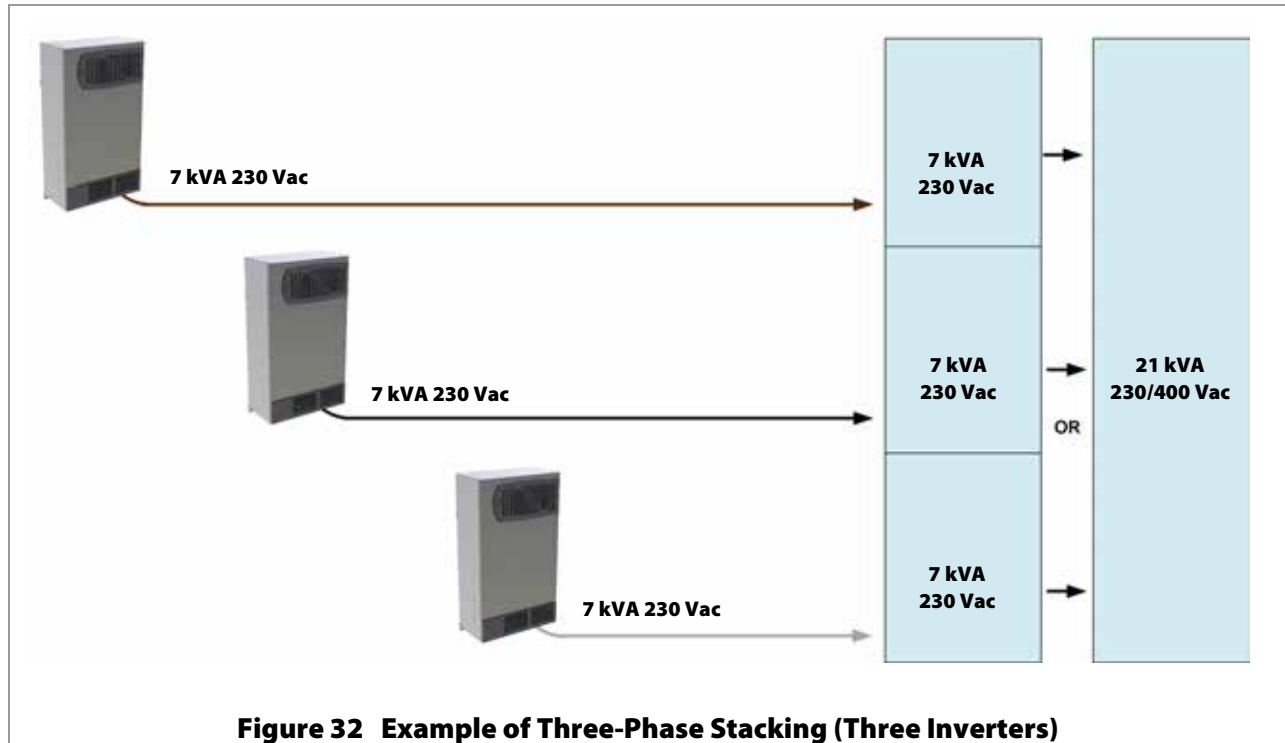 7 kVA 230 Vac
7 kVA
230 Vac
7 kVA 230 Vac
7 kVA
230 Vac
OR
21 kVA
230/400 Vac
7 kVA 230 Vac
7 kVA
230 Vac
Figure 32 Example of Three-Phase Stacking (Three Inverters)